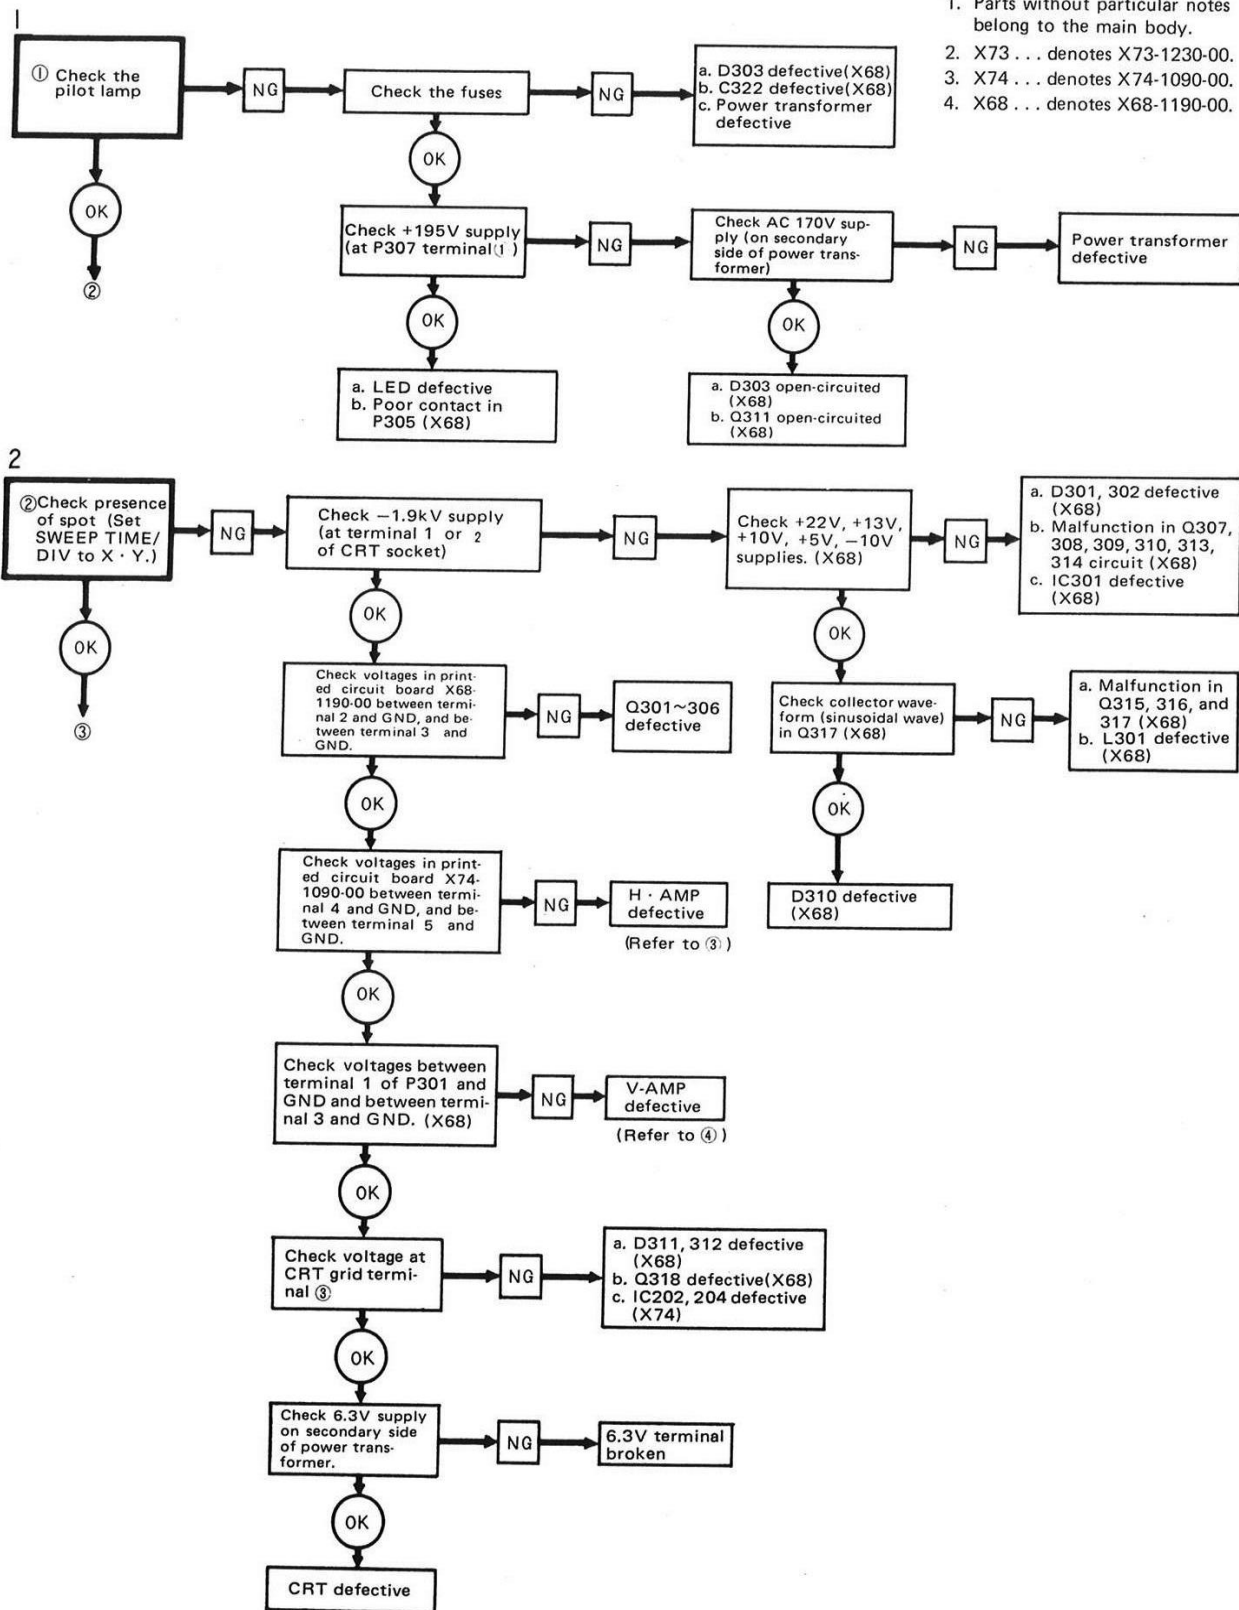 1. Parts without particular notes
belong to the main body.
2. X73 . . . denotes X73-1230-00.
3. X74 . . . denotes X74-1090-00.
4. X68 . . . denotes X68-1190-00.
1
① Check the
pilot lamp
NG
Check the fuses
NG
a. D303 defective(X68)
b. C322 defective(X68)
c. Power transformer
defective
OK
②
OK
Check +195V supply
(at P307 terminal①)
NG
Check AC 170V sup-
ply (on secondary
side of power trans-
former)
NG
Power transformer
defective
OK
a. LED defective
b. Poor contact in
P305 (X68)
OK
a. D303 open-circuited
(X68)
b. Q311 open-circuited
(X68)
2
②Check presence
of spot (Set
SWEEP TIME/
DIV to X · Y.)
NG
Check −1.9kV supply
(at terminal 1 or 2
of CRT socket)
NG
Check +22V, +13V,
+10V, +5V, −10V
supplies. (X68)
NG
a. D301, 302 defective
(X68)
b. Malfunction in Q307,
308, 309, 310, 313,
314 circuit (X68)
c. IC301 defective
(X68)
OK
③
OK
Check voltages in print-
ed circuit board X68-
1190-00 between termi-
nal 2 and GND, and be-
tween terminal 3 and
GND.
NG
Q301~306
defective
OK
Check collector wave-
form (sinusoidal wave)
in Q317 (X68)
NG
a. Malfunction in
Q315, 316, and
317 (X68)
b. L301 defective
(X68)
OK
D310 defective
(X68)
OK
Check voltages in print-
ed circuit board X74-
1090-00 between termi-
nal 4 and GND, and be-
tween terminal 5 and
GND.
NG
H · AMP
defective
(Refer to ③)
OK
Check voltages between
terminal 1 of P301 and
GND and between termi-
nal 3 and GND. (X68)
NG
V-AMP
defective
(Refer to ④)
OK
Check voltage at
CRT grid termi-
nal ③
NG
a. D311, 312 defective
(X68)
b. Q318 defective(X68)
c. IC202, 204 defective
(X74)
OK
Check 6.3V supply
on secondary side
of power trans-
former.
NG
6.3V terminal
broken
OK
CRT defective